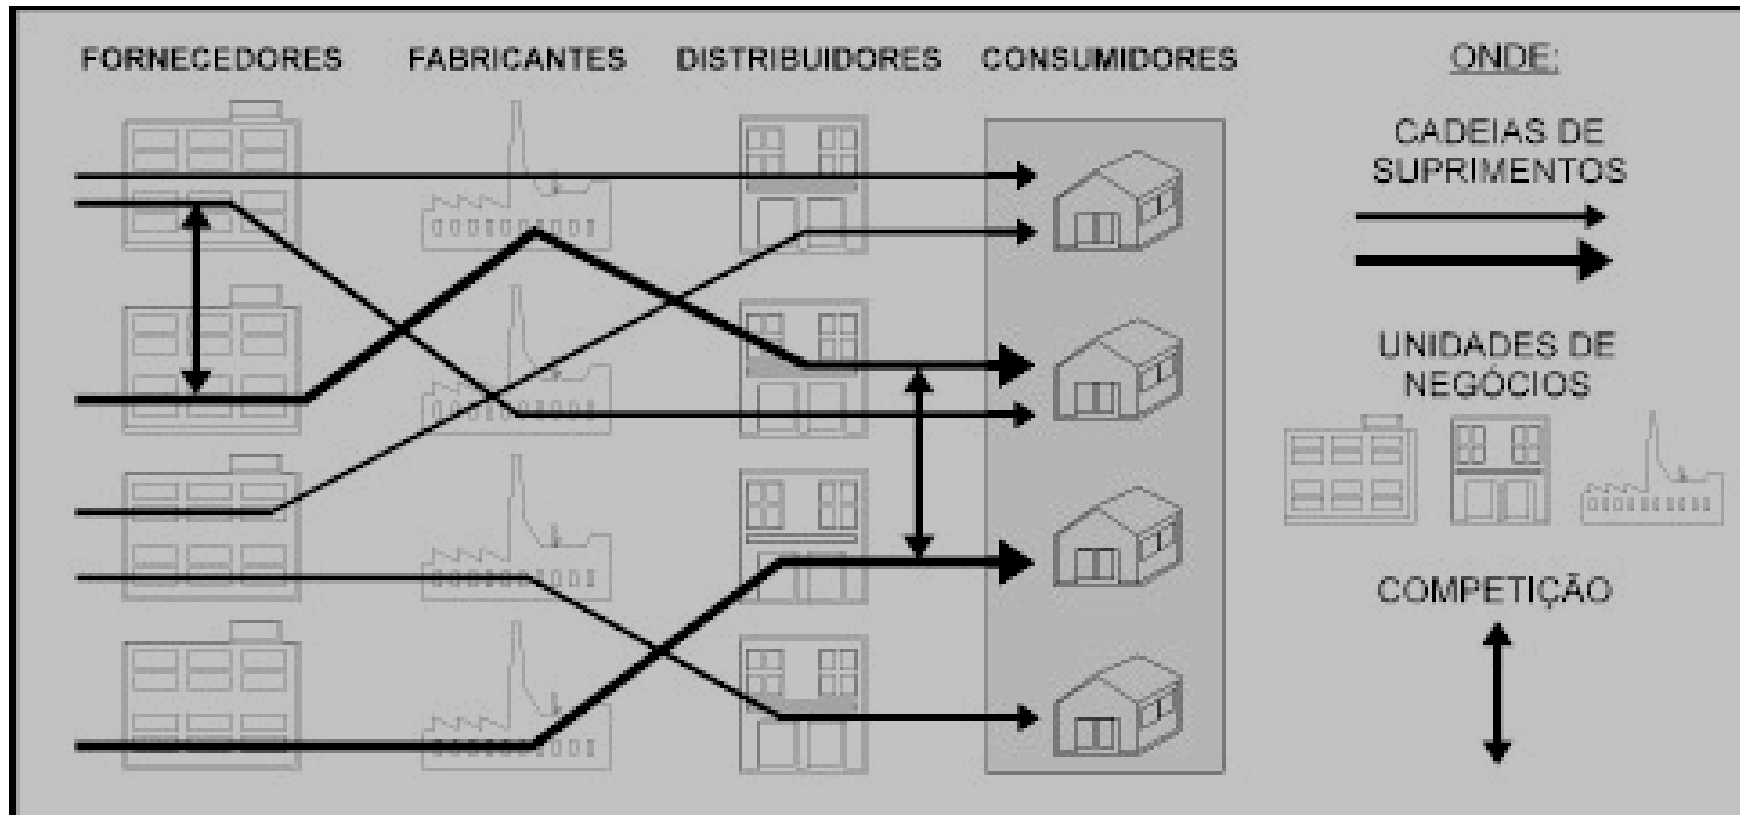 FORNECEDORES FABRICANTES DISTRIBUIDORES CONSUMIDORES
ONDE:
CADEIAS DE
SUPRIMENTOS
UNIDADES DE
NEGÓCIOS
COMPETIÇÃO